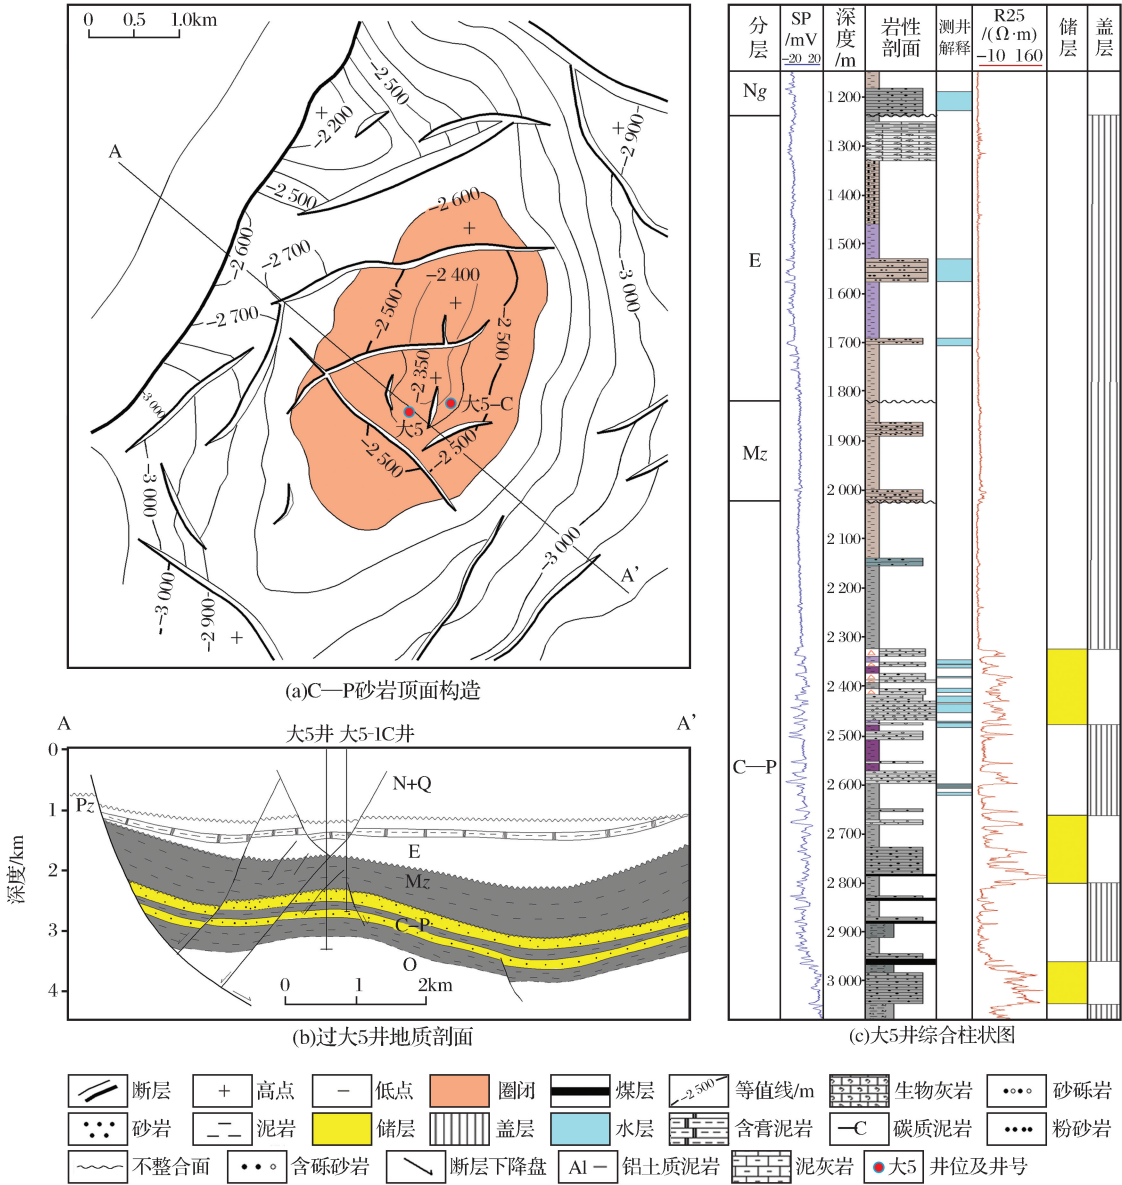 0 0.5 1.0km
A
A’
−2 500
−2 200
−2 900
−2 500
−2 600
−2 600
−2 700
−2 700
−2 400
−2 500
−2 500
−2 350
−3 000
−3 000
−3 000
−3 000
−3 000
−2 900
−2 500
−2 500
大5
大5–C
(a)C—P砂岩顶面构造
A
A’
大5井 大5-1C井
深度/km
0
1
2
3
4
Pz
N+Q
E
Mz
C–P
O
0 1 2km
(b)过大5井地质剖面
分层
SP/mV
−20 20
深度/m
岩性剖面
测井解释
R25/(Ω·m)
−10 160
储层
盖层
Ng
E
Mz
C—P
1 200
1 300
1 400
1 500
1 600
1 700
1 800
1 900
2 000
2 100
2 200
2 300
2 400
2 500
2 600
2 700
2 800
2 900
3 000
(c)大5井综合柱状图
断层 + 高点 − 低点 圈闭 煤层 −2 500 等值线/m 生物灰岩 砂砾岩
砂岩 泥岩 储层 盖层 水层 含膏泥岩 C 碳质泥岩 粉砂岩
不整合面 含砾砂岩 断层下降盘 Al 铝土质泥岩 泥灰岩 大5 井位及井号